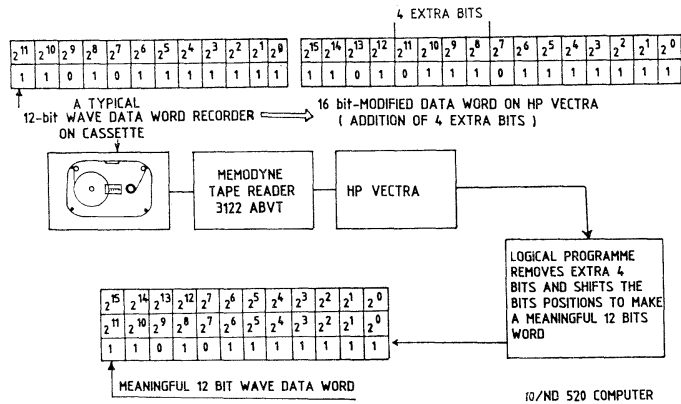 4 EXTRA BITS
2¹¹ 2¹⁰ 2⁹ 2⁸ 2⁷ 2⁶ 2⁵ 2⁴ 2³ 2² 2¹ 2⁰ 2¹⁵ 2¹⁴ 2¹³ 2¹² 2¹¹ 2¹⁰ 2⁹ 2⁸ 2⁷ 2⁶ 2⁵ 2⁴ 2³ 2² 2¹ 2⁰
1 1 0 1 0 1 1 1 1 1 1 1 1 1 0 1 0 1 1 1 0 1 1 1 1 1 1 1
A TYPICAL
12-bit WAVE DATA WORD RECORDER
ON CASSETTE
16 bit-MODIFIED DATA WORD ON HP VECTRA
( ADDITION OF 4 EXTRA BITS )
MEMODYNE
TAPE READER
3122 ABVT
HP VECTRA
LOGICAL PROGRAMME
REMOVES EXTRA 4
BITS AND SHIFTS THE
BITS POSITIONS TO MAKE
A MEANINGFUL 12 BITS
WORD
2¹⁵ 2¹⁴ 2¹³ 2¹² 2⁷ 2⁶ 2⁵ 2⁴ 2³ 2² 2¹ 2⁰
2¹¹ 2¹⁰ 2⁹ 2⁸ 2⁷ 2⁶ 2⁵ 2⁴ 2³ 2² 2¹ 2⁰
1 1 0 1 0 1 1 1 1 1 1 1
MEANINGFUL 12 BIT WAVE DATA WORD
520 COMPUTER